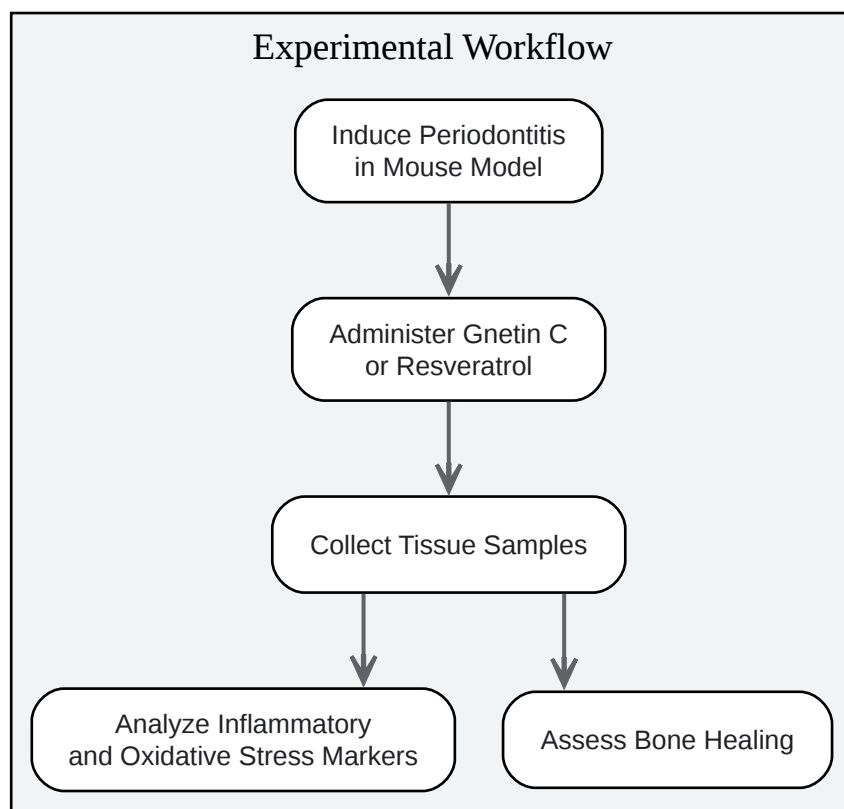 Experimental Workflow
Induce Periodontitis
in Mouse Model
Administer Gnetin C
or Resveratrol
Collect Tissue Samples
Analyze Inflammatory
and Oxidative Stress Markers
Assess Bone Healing